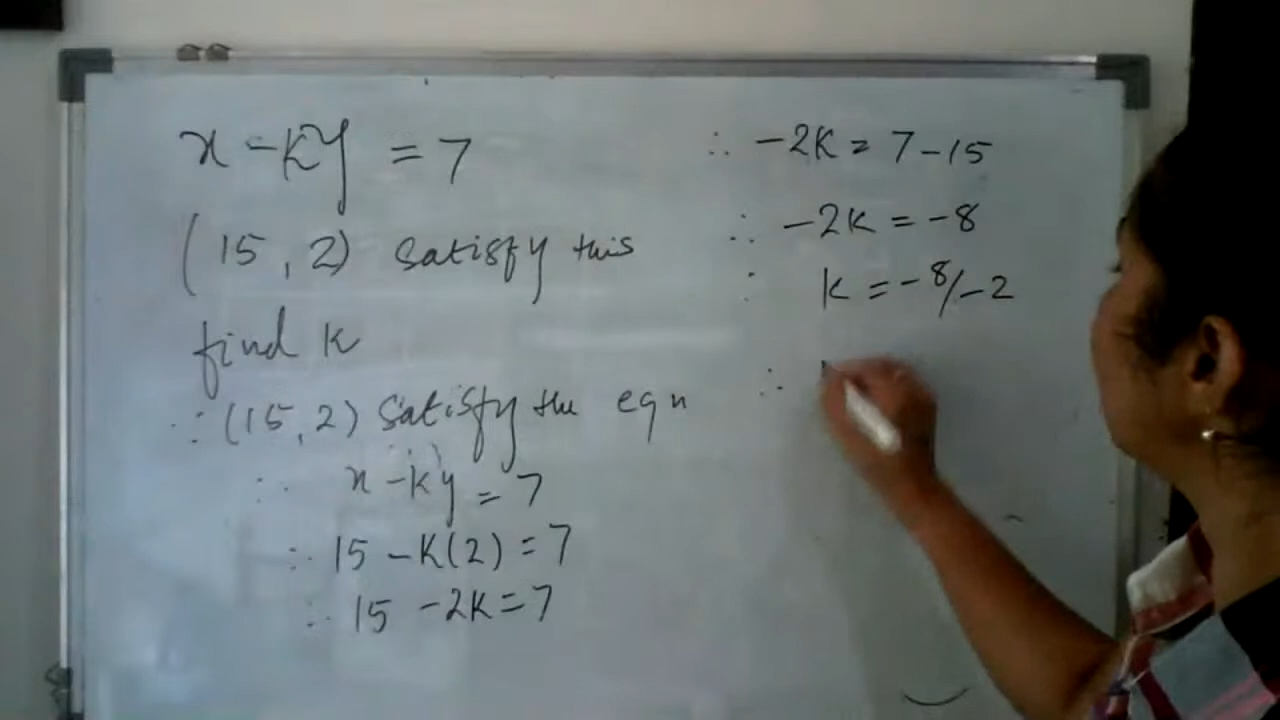 x - ky = 7
(15, 2) satisfy this
find k
∴ (15, 2) satisfy the eqn
∴ x - ky = 7
∴ 15 - k(2) = 7
∴ 15 - 2k = 7
∴ -2k = 7 - 15
∴ -2k = -8
∴ k = -8/-2
∴